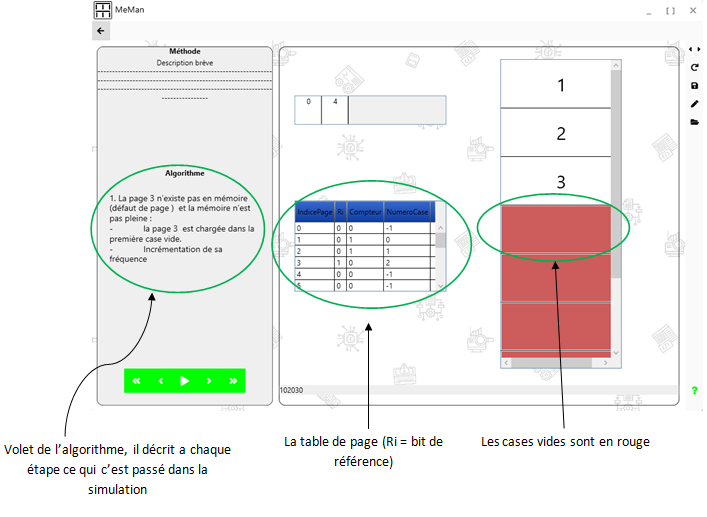 MeMan
Méthode
Description brève
Algorithme
1. La page 3 n'existe pas en mémoire
(défaut de page ) et la mémoire n'est
pas pleine :
- la page 3 est chargée dans la
première case vide.
- Incrémentation de sa
fréquence
0 4
IndicePage Ri Compteur NumeroCase
0 0 0 -1
1 0 1 0
2 0 1 1
3 1 0 2
4 0 0 -1
5 0 0 -1
102030
1
2
3
?
Volet de l'algorithme, il décrit a chaque
étape ce qui c'est passé dans la
simulation
La table de page (Ri = bit de
référence)
Les cases vides sont en rouge